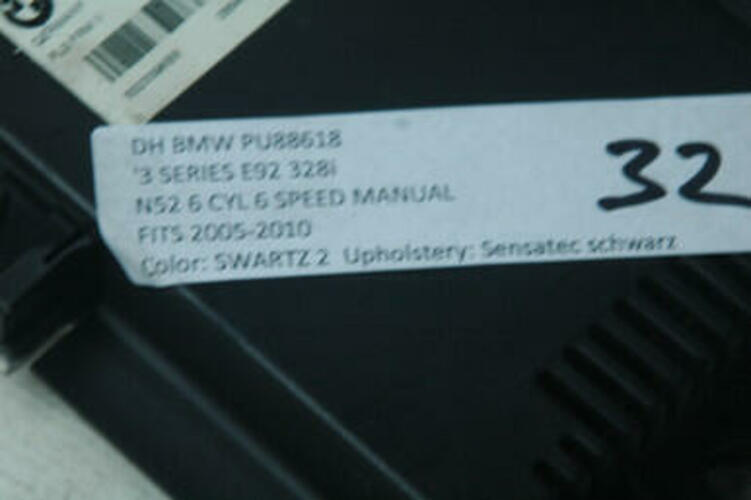 DH BMW PU88618
'3 SERIES E92 328i
N52 6 CYL 6 SPEED MANUAL
FITS 2005-2010
Color: SWARTZ 2 Upholstery: Sensatec schwarz
32